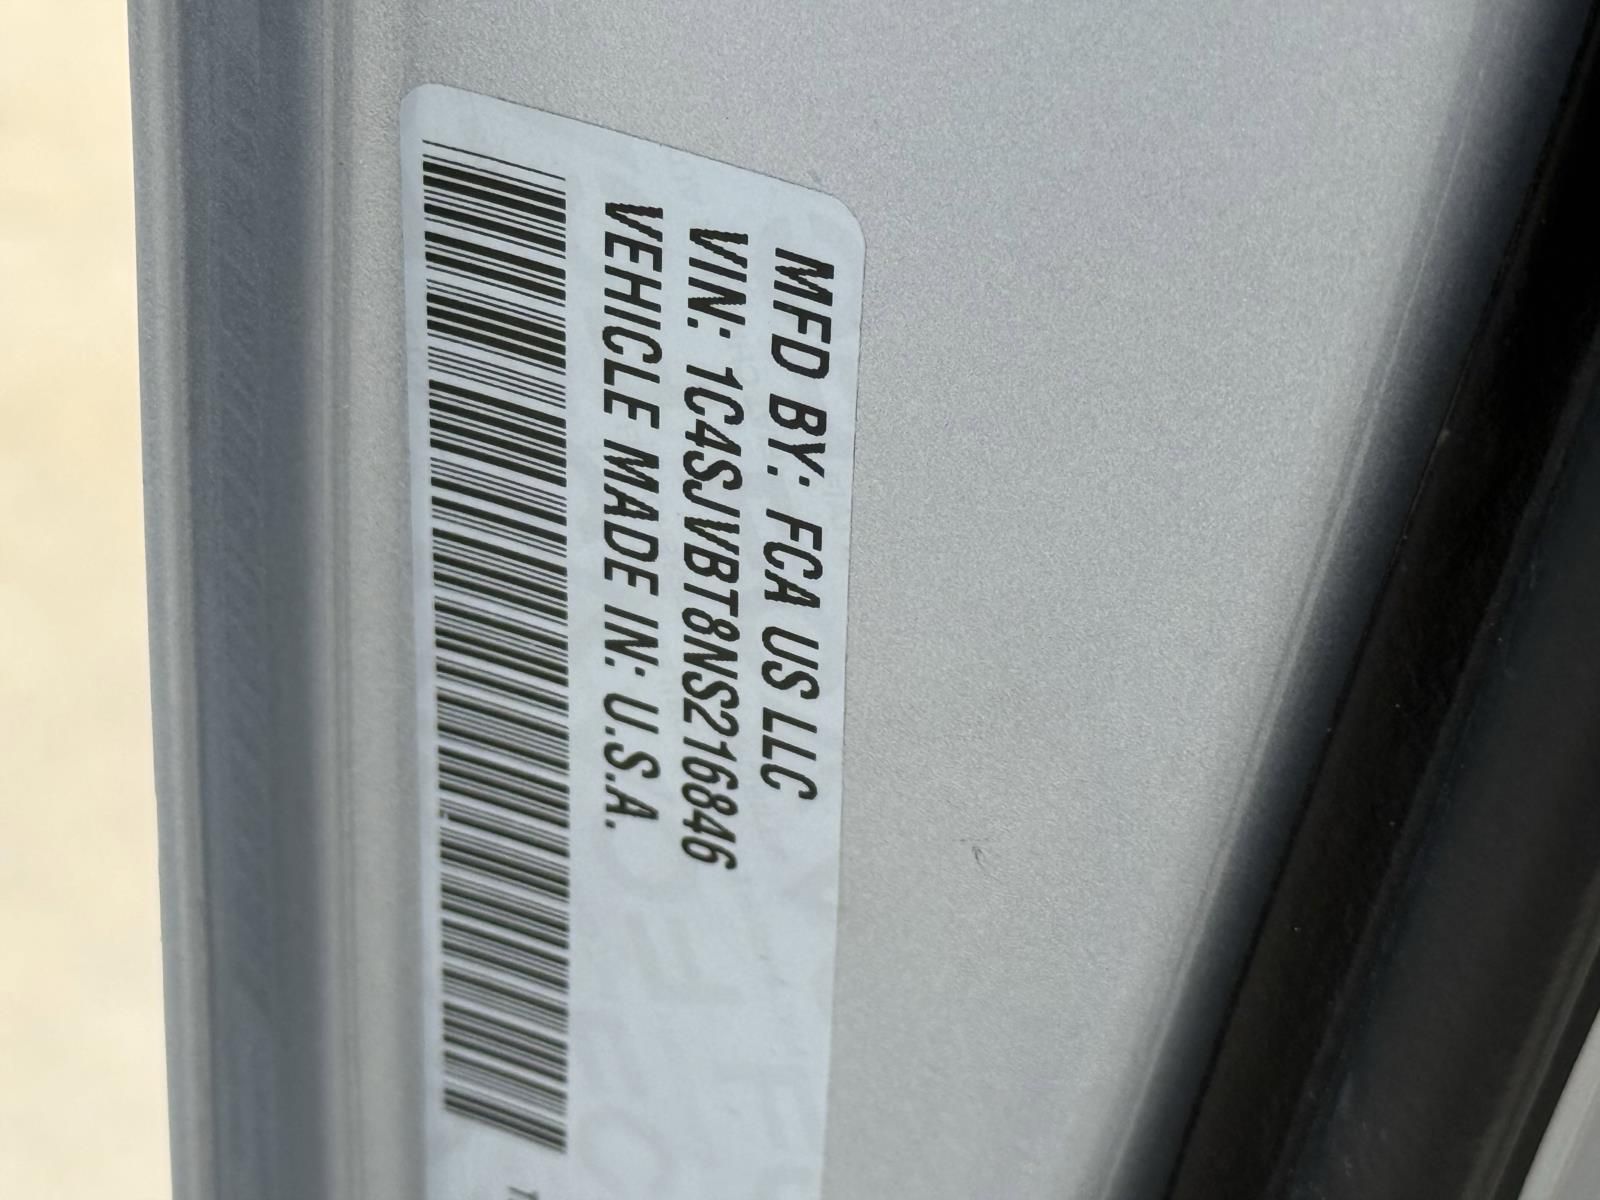 MFD BY: FCA US LLC
VIN: 1C4SJVBT8NS216846
VEHICLE MADE IN: U.S.A.